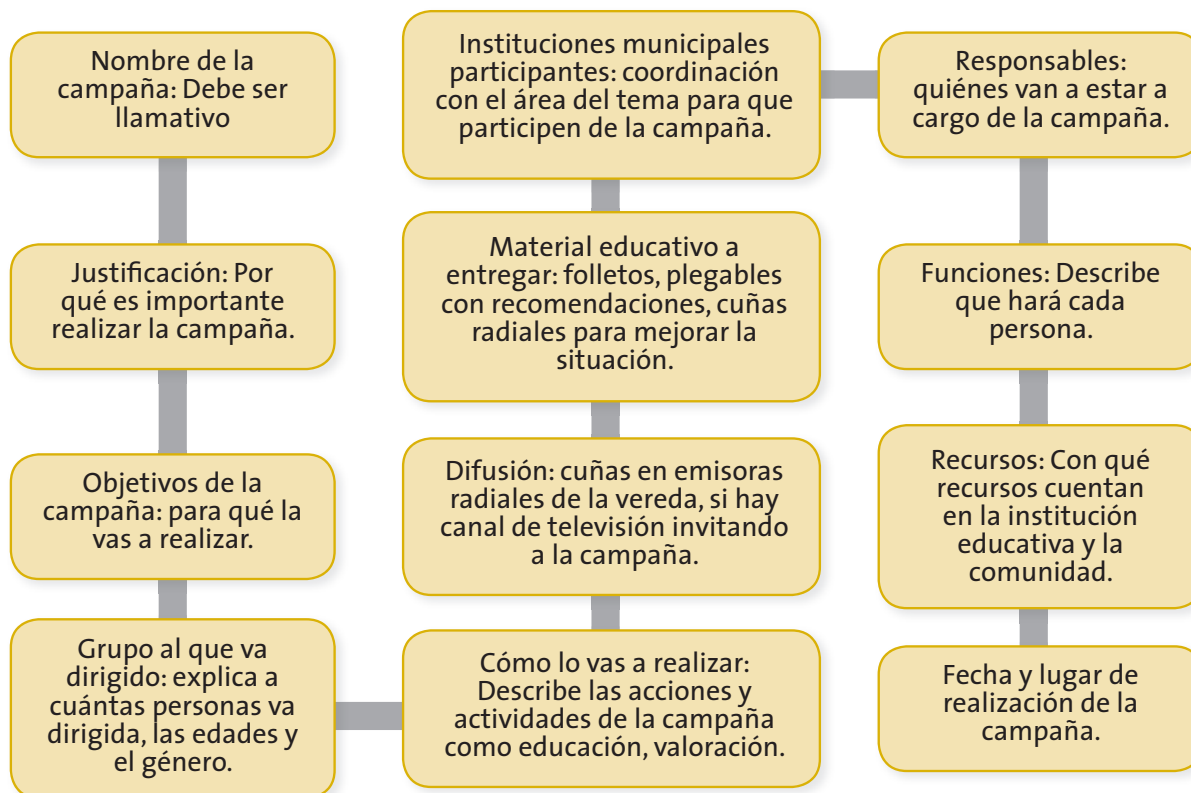 Nombre de la
campaña: Debe ser
llamativo
Justificación: Por
qué es importante
realizar la campaña.
Objetivos de la
campaña: para qué la
vas a realizar.
Grupo al que va
dirigido: explica a
cuántas personas va
dirigida, las edades y
el género.
Cómo lo vas a realizar:
Describe las acciones y
actividades de la campaña
como educación, valoración.
Difusión: cuñas en emisoras
radiales de la vereda, si hay
canal de televisión invitando
a la campaña.
Material educativo a
entregar: folletos, plegables
con recomendaciones, cuñas
radiales para mejorar la
situación.
Instituciones municipales
participantes: coordinación
con el área del tema para que
participen de la campaña.
Responsables:
quiénes van a estar a
cargo de la campaña.
Funciones: Describe
que hará cada
persona.
Recursos: Con qué
recursos cuentan
en la institución
educativa y la
comunidad.
Fecha y lugar de
realización de la
campaña.